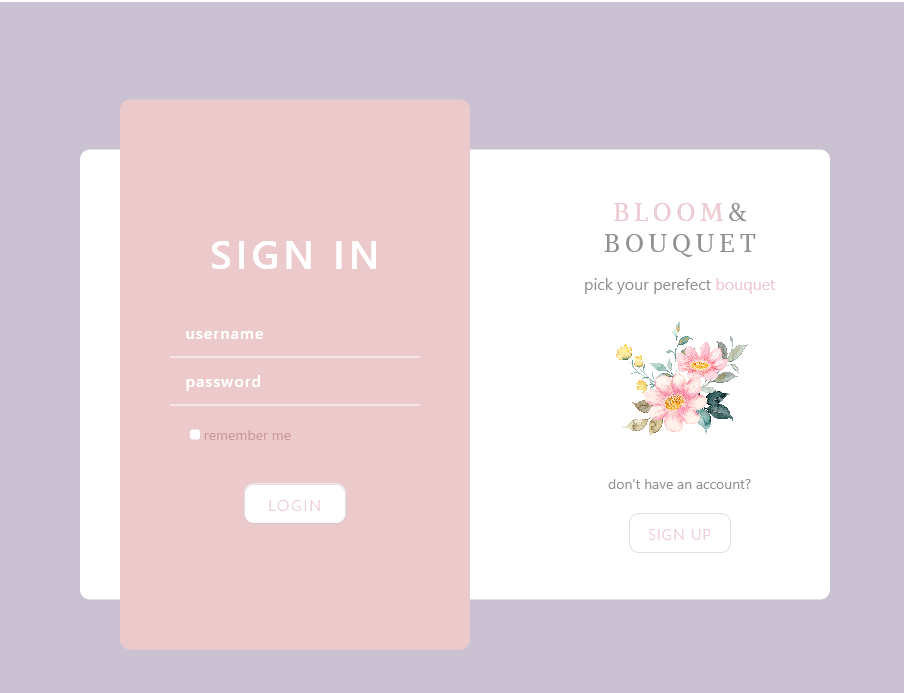 SIGN IN
username
password
remember me
LOGIN
BLOOM&
BOUQUET
pick your perefect bouquet
don't have an account?
SIGN UP